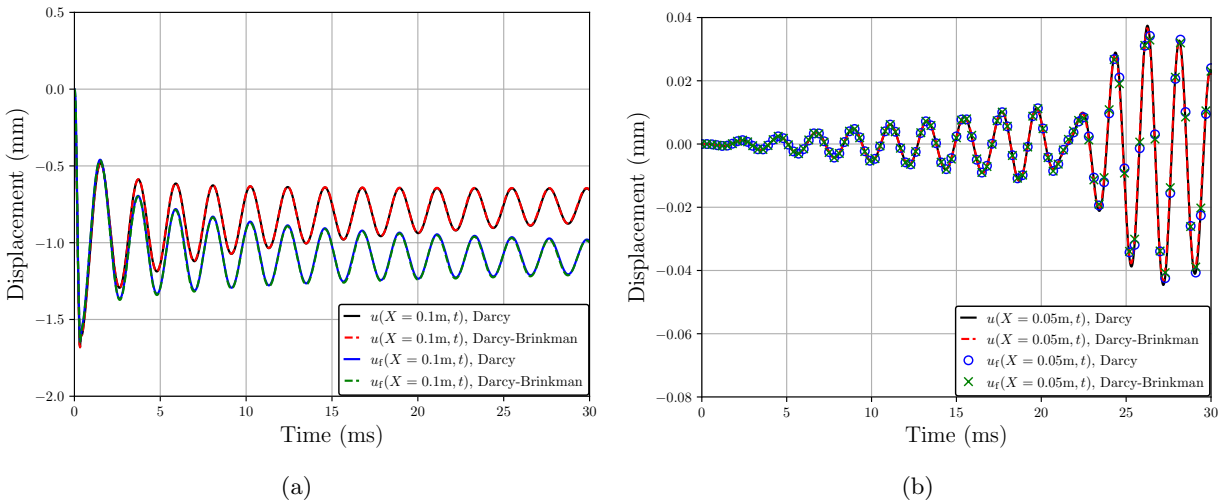 0.5
0.0
−0.5
−1.0
−1.5
−2.0
Displacement (mm)
0
5
10
15
20
25
30
Time (ms)
u(X = 0.1m, t), Darcy
u(X = 0.1m, t), Darcy-Brinkman
u_f(X = 0.1m, t), Darcy
u_f(X = 0.1m, t), Darcy-Brinkman
(a)
0.04
0.02
0.00
−0.02
−0.04
−0.06
−0.08
Displacement (mm)
0
5
10
15
20
25
30
Time (ms)
u(X = 0.05m, t), Darcy
u(X = 0.05m, t), Darcy-Brinkman
u_f(X = 0.05m, t), Darcy
u_f(X = 0.05m, t), Darcy-Brinkman
(b)